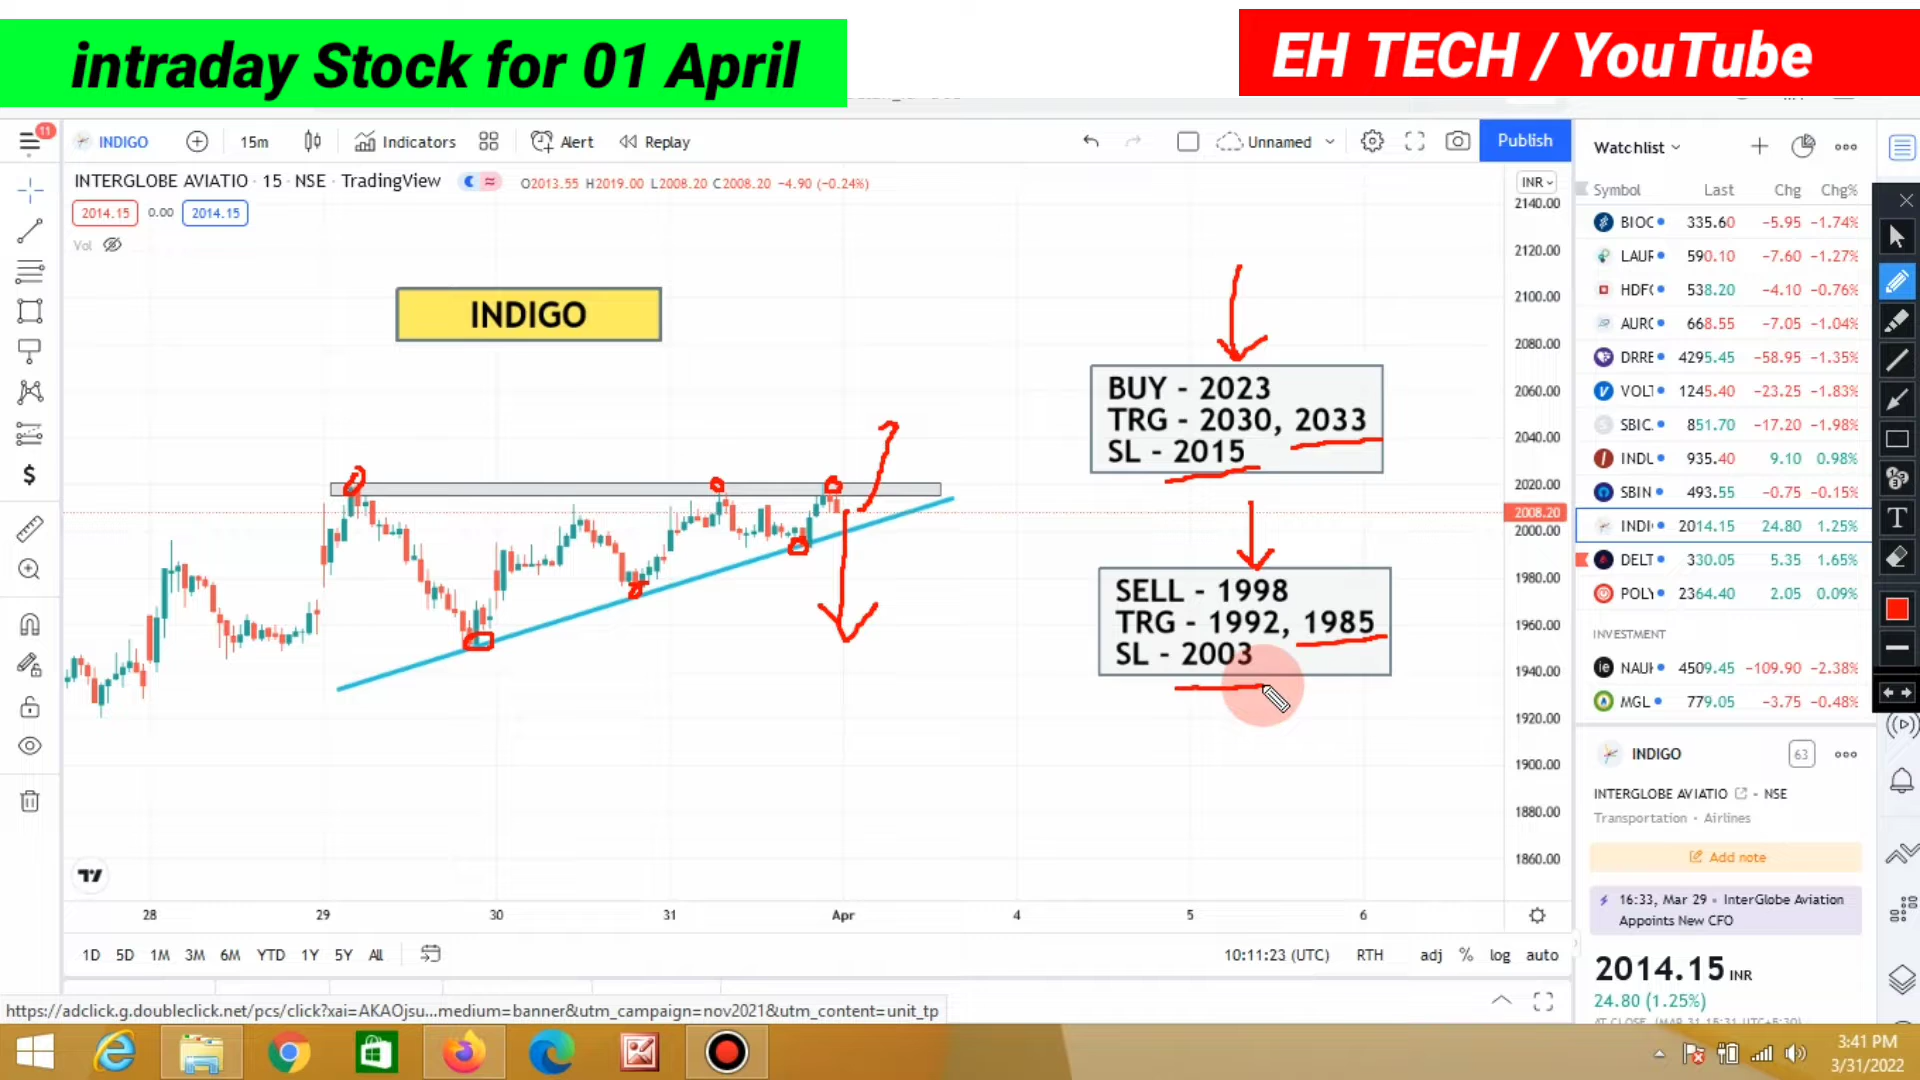 intraday Stock for 01 April
EH TECH / YouTube
11
INDIGO
15m
Indicators
Alert
Replay
Unnamed
Publish
Watchlist
INTERGLOBE AVIATIO · 15 · NSE · TradingView
O2013.55 H2019.00 L2008.20 C2008.20 −4.90 (−0.24%)
INR
Symbol Last Chg Chg%
2014.15 0.00 2014.15
Vol
2140.00
2120.00
2100.00
2080.00
2060.00
2040.00
2020.00
2008.20
2000.00
1980.00
1960.00
1940.00
1920.00
1900.00
1880.00
1860.00
INDIGO
BUY - 2023
TRG - 2030, 2033
SL - 2015
SELL - 1998
TRG - 1992, 1985
SL - 2003
BIOC 335.60 −5.95 −1.74%
LAUR 590.10 −7.60 −1.27%
HDFC 538.20 −4.10 −0.76%
AURC 668.55 −7.05 −1.04%
DRRE 4295.45 −58.95 −1.35%
VOLT 1245.40 −23.25 −1.83%
SBIC 851.70 −17.20 −1.98%
INDU 935.40 9.10 0.98%
SBIN 493.55 −0.75 −0.15%
INDI 2014.15 24.80 1.25%
DELT 330.05 5.35 1.65%
POLY 2364.40 2.05 0.09%
INVESTMENT
NAUK 4509.45 −109.90 −2.38%
MGL 779.05 −3.75 −0.48%
INDIGO
63
INTERGLOBE AVIATIO - NSE
Transportation • Airlines
Add note
16:33, Mar 29 • InterGlobe Aviation
Appoints New CFO
2014.15 INR
24.80 (1.25%)
28 29 30 31 Apr 4 5 6
1D 5D 1M 3M 6M YTD 1Y 5Y All
10:11:23 (UTC) RTH adj % log auto
https://adclick.g.doubleclick.net/pcs/click?xai=AKAOjsu...medium=banner&utm_campaign=nov2021&utm_content=unit_tp
3:41 PM
3/31/2022